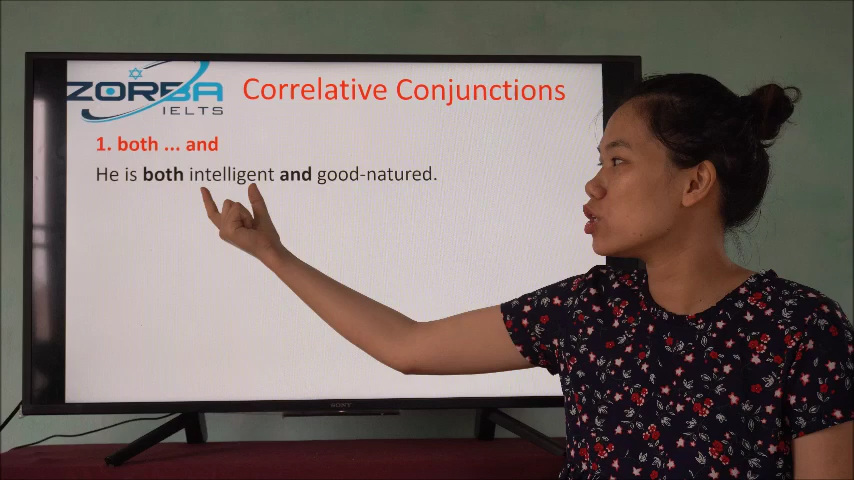 ZORBA
IELTS
Correlative Conjunctions
1. both ... and
He is both intelligent and good-natured.
SONY